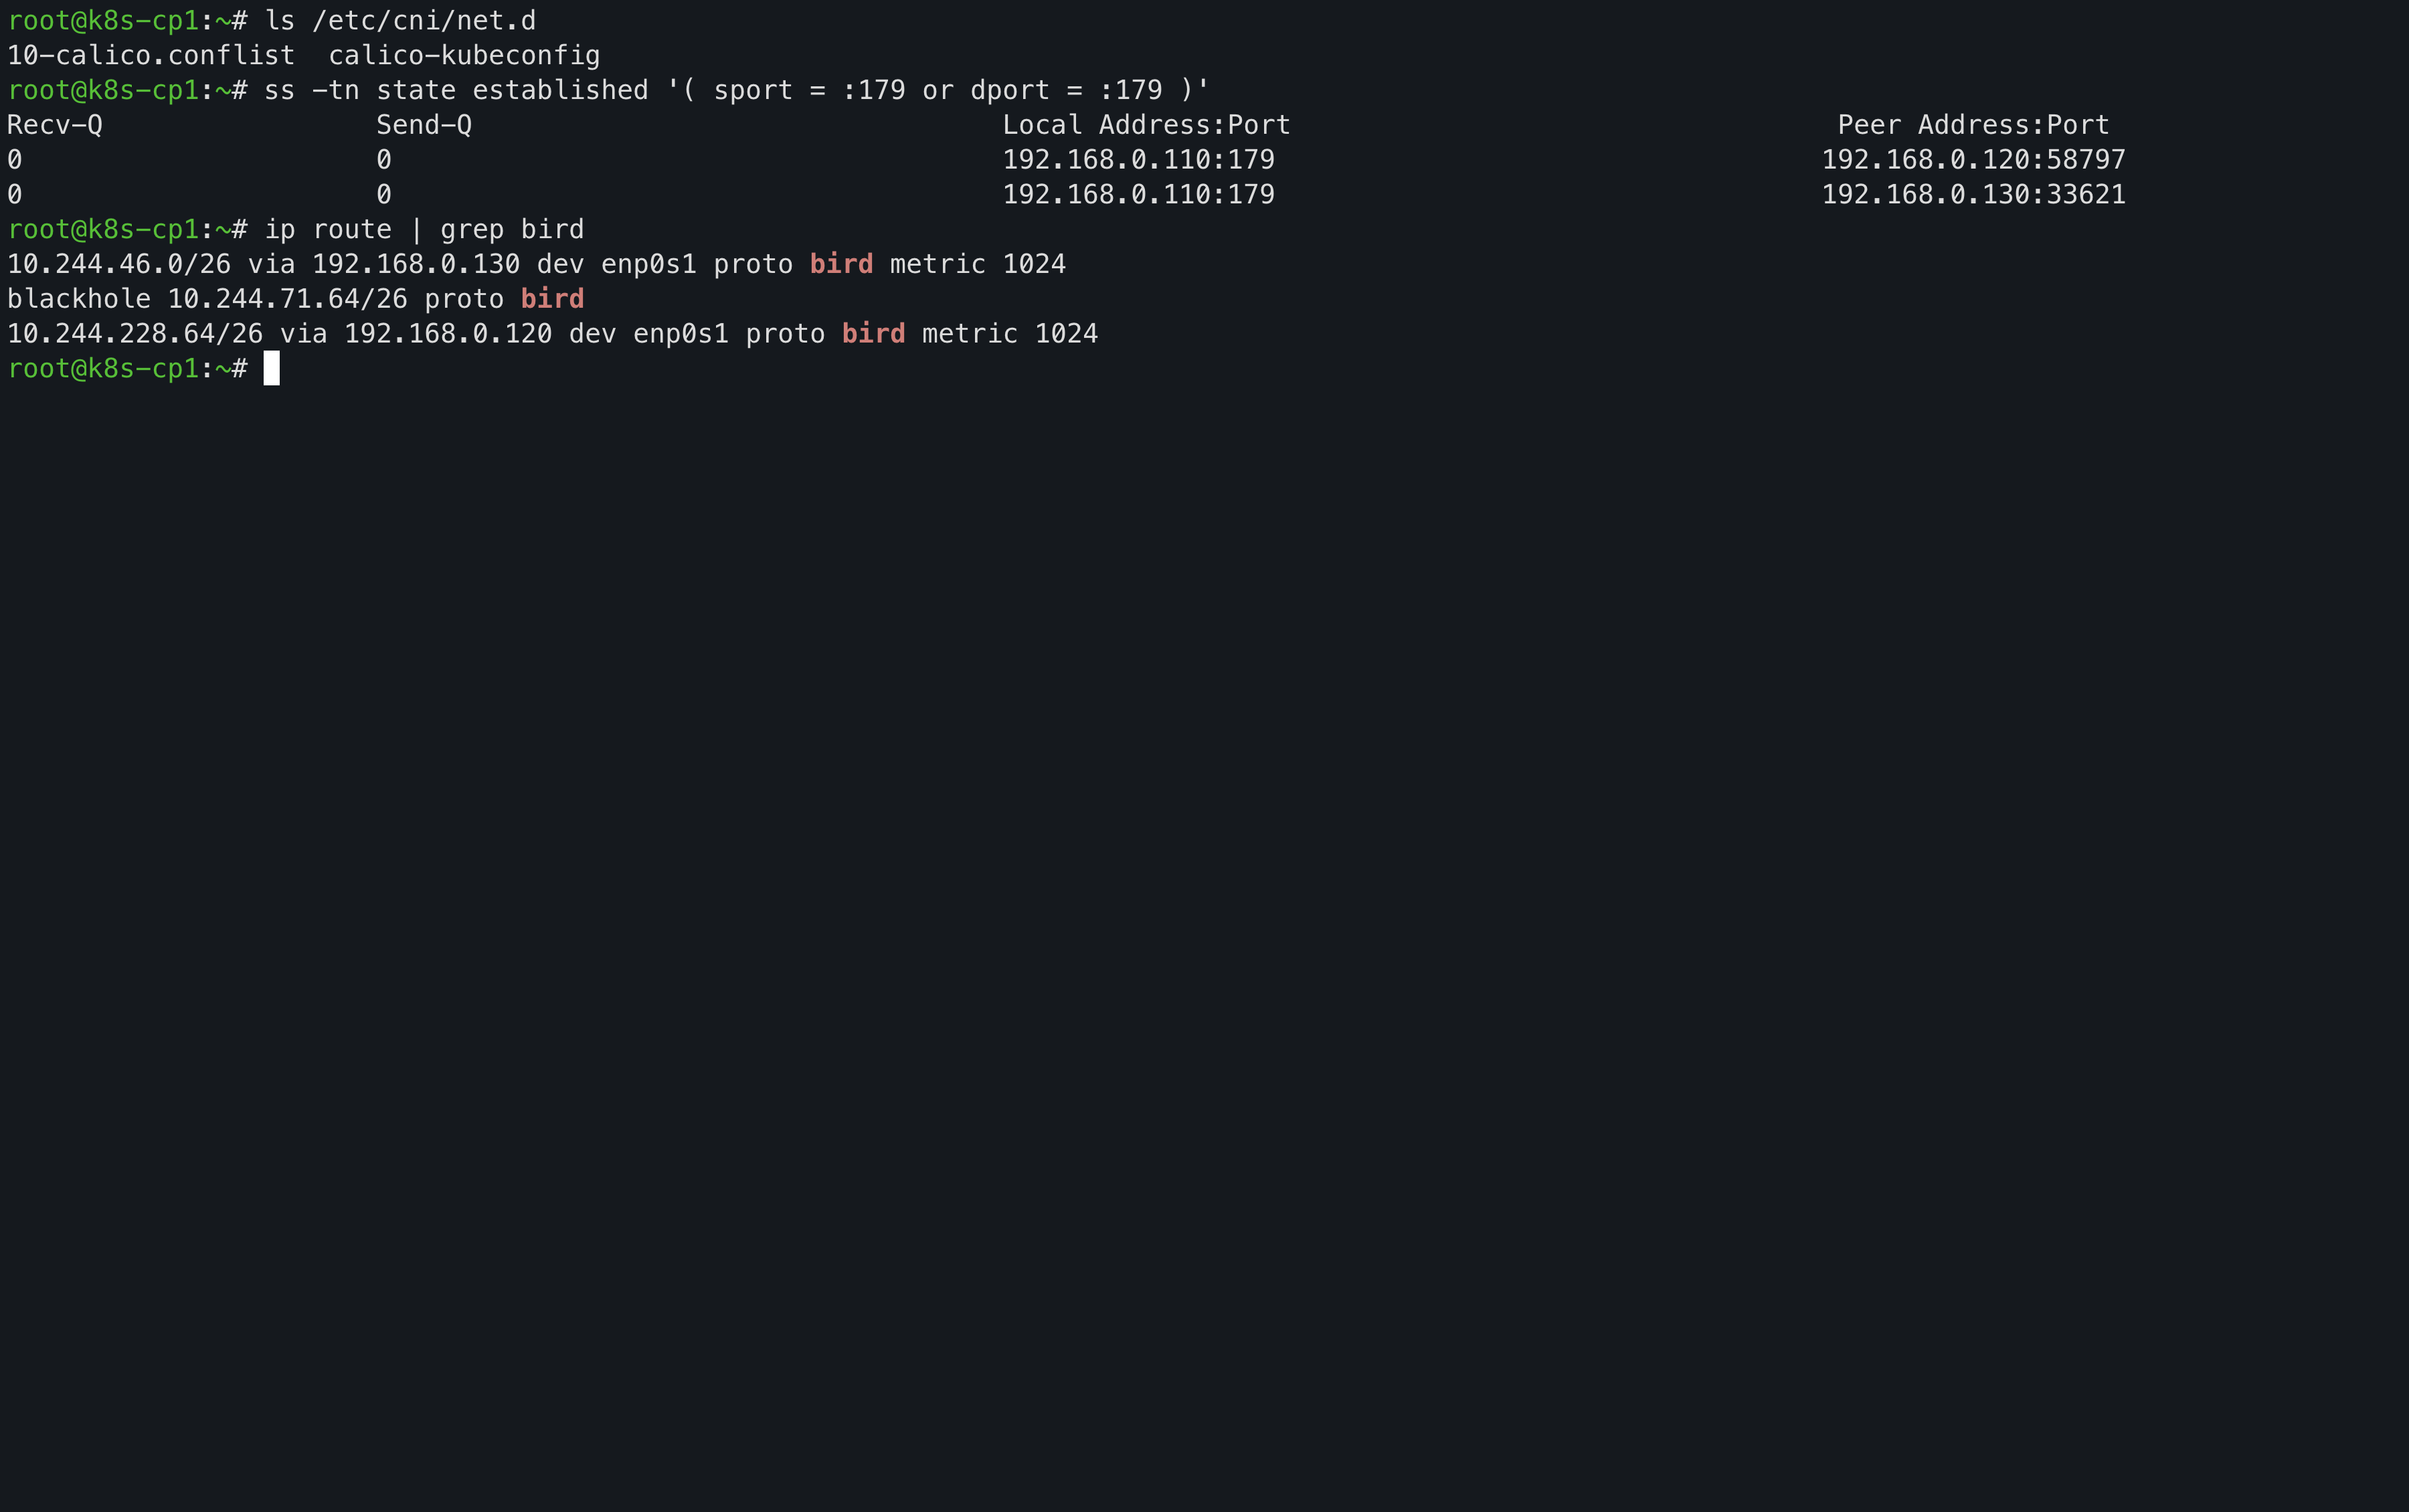 root@k8s-cp1:~# ls /etc/cni/net.d
10-calico.conflist  calico-kubeconfig
root@k8s-cp1:~# ss -tn state established '( sport = :179 or dport = :179 )'
Recv-Q                 Send-Q                                 Local Address:Port                                  Peer Address:Port
0                      0                                      192.168.0.110:179                                  192.168.0.120:58797
0                      0                                      192.168.0.110:179                                  192.168.0.130:33621
root@k8s-cp1:~# ip route | grep bird
10.244.46.0/26 via 192.168.0.130 dev enp0s1 proto bird metric 1024
blackhole 10.244.71.64/26 proto bird
10.244.228.64/26 via 192.168.0.120 dev enp0s1 proto bird metric 1024
root@k8s-cp1:~#